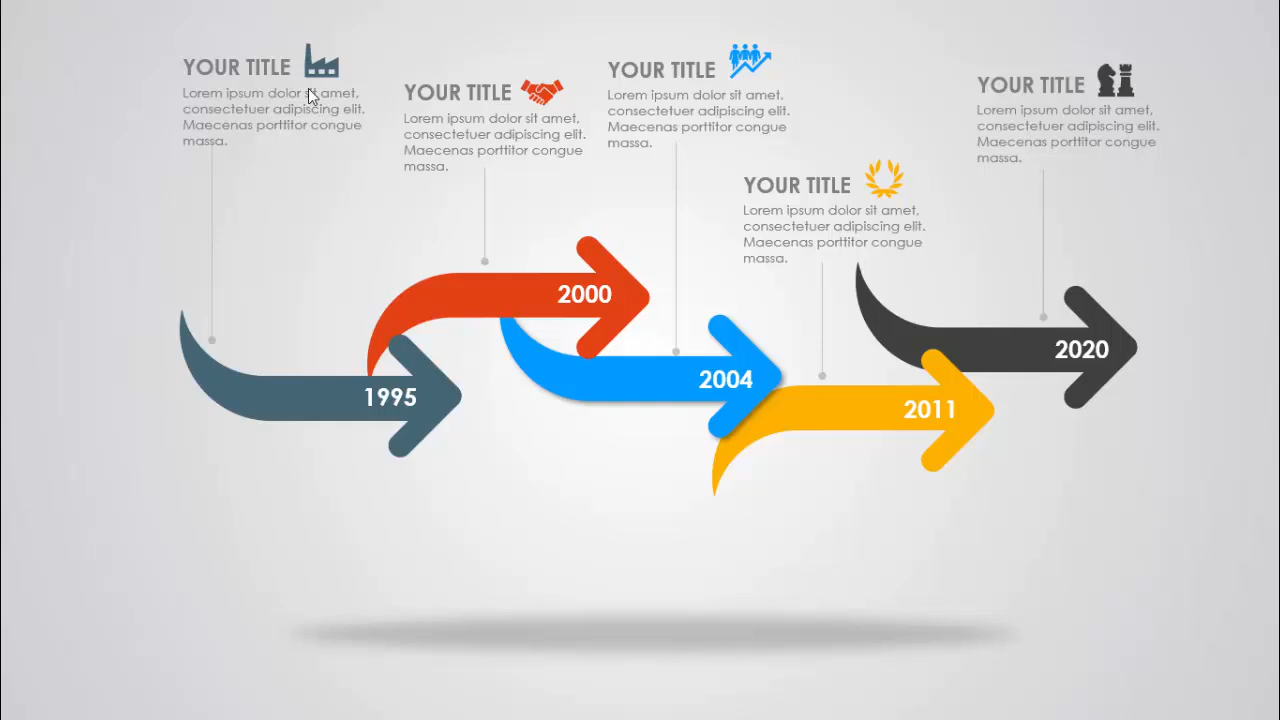 YOUR TITLE
Lorem ipsum dolor sit amet,
consectetuer adipiscing elit.
Maecenas porttitor congue
massa.
YOUR TITLE
Lorem ipsum dolor sit amet,
consectetuer adipiscing elit.
Maecenas porttitor congue
massa.
YOUR TITLE
Lorem ipsum dolor sit amet,
consectetuer adipiscing elit.
Maecenas porttitor congue
massa.
YOUR TITLE
Lorem ipsum dolor sit amet,
consectetuer adipiscing elit.
Maecenas porttitor congue
massa.
YOUR TITLE
Lorem ipsum dolor sit amet,
consectetuer adipiscing elit.
Maecenas porttitor congue
massa.
1995
2000
2004
2011
2020